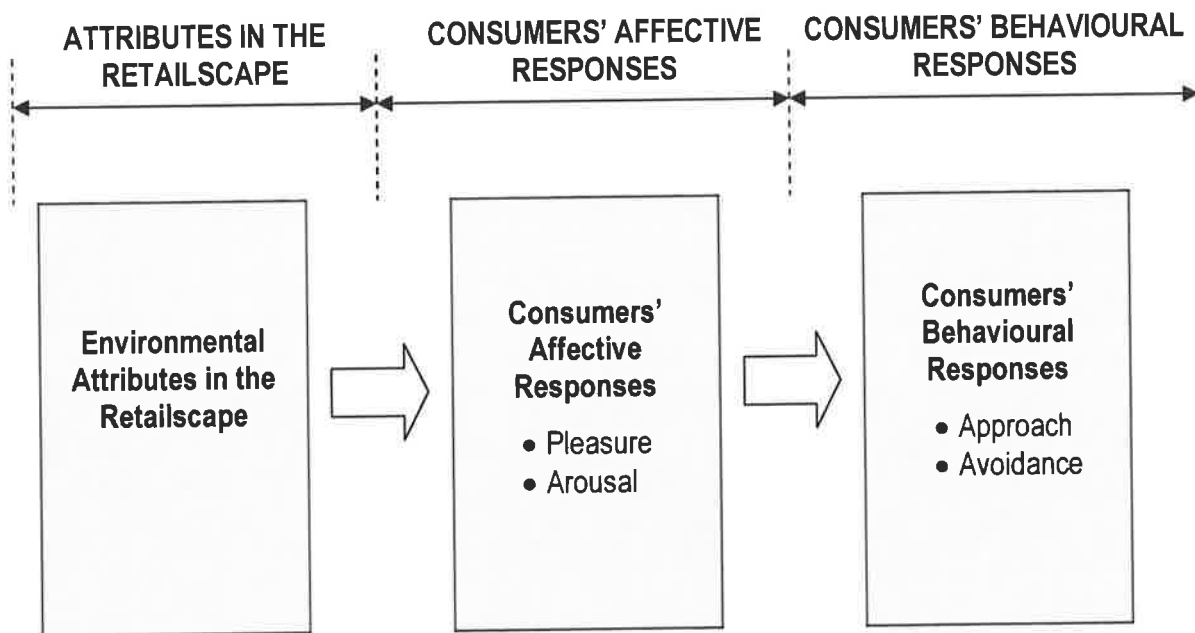 ATTRIBUTES IN THE
RETAILSCAPE
CONSUMERS’ AFFECTIVE
RESPONSES
CONSUMERS’ BEHAVIOURAL
RESPONSES
Environmental
Attributes in the
Retailscape
Consumers’
Affective
Responses
• Pleasure
• Arousal
Consumers’
Behavioural
Responses
• Approach
• Avoidance